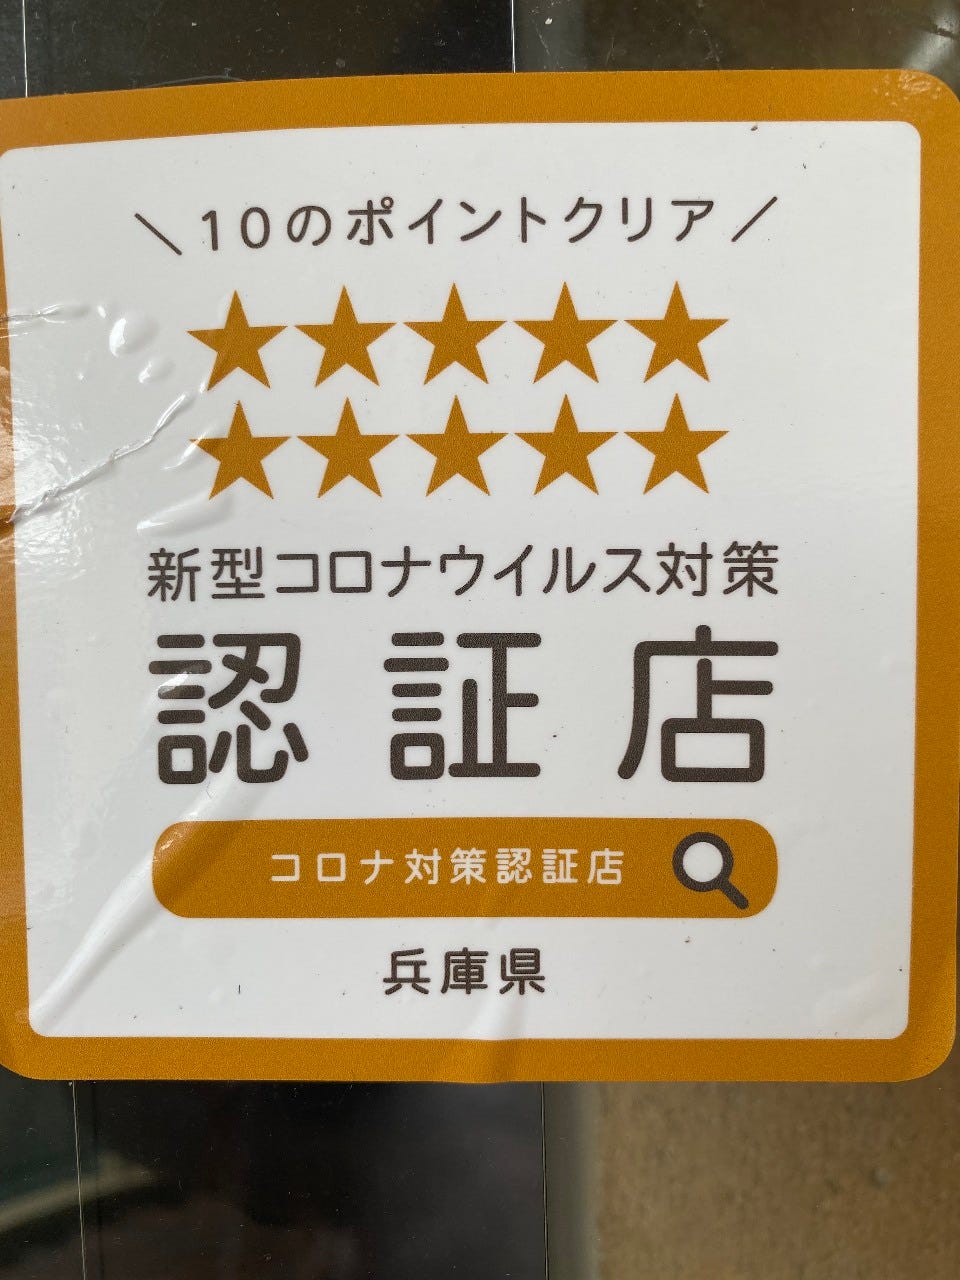 \ 10のポイントクリア /
★★★★★
★★★★★
新型コロナウイルス対策
認証店
コロナ対策認証店
兵庫県